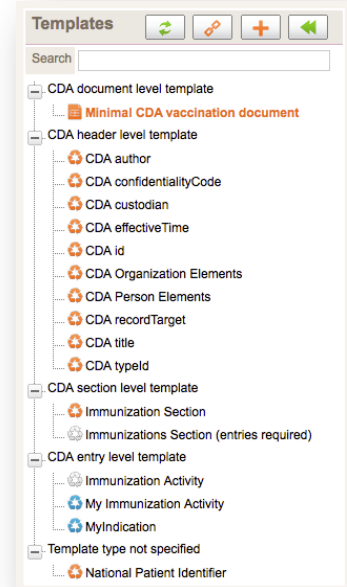 Templates
Search
CDA document level template
Minimal CDA vaccination document
CDA header level template
CDA author
CDA confidentialityCode
CDA custodian
CDA effectiveTime
CDA id
CDA Organization Elements
CDA Person Elements
CDA recordTarget
CDA title
CDA typeId
CDA section level template
Immunization Section
Immunizations Section (entries required)
CDA entry level template
Immunization Activity
My Immunization Activity
MyIndication
Template type not specified
National Patient Identifier